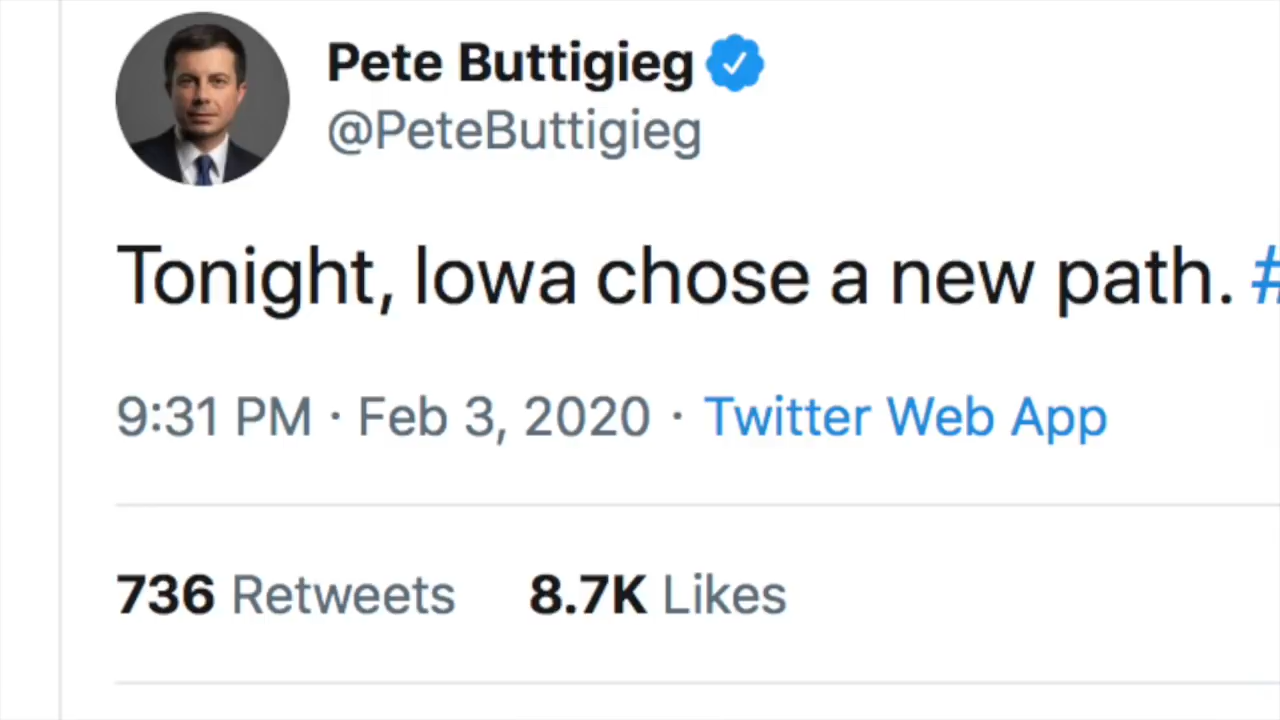 Pete Buttigieg
@PeteButtigieg
Tonight, Iowa chose a new path. #
9:31 PM · Feb 3, 2020 · Twitter Web App
736 Retweets 8.7K Likes